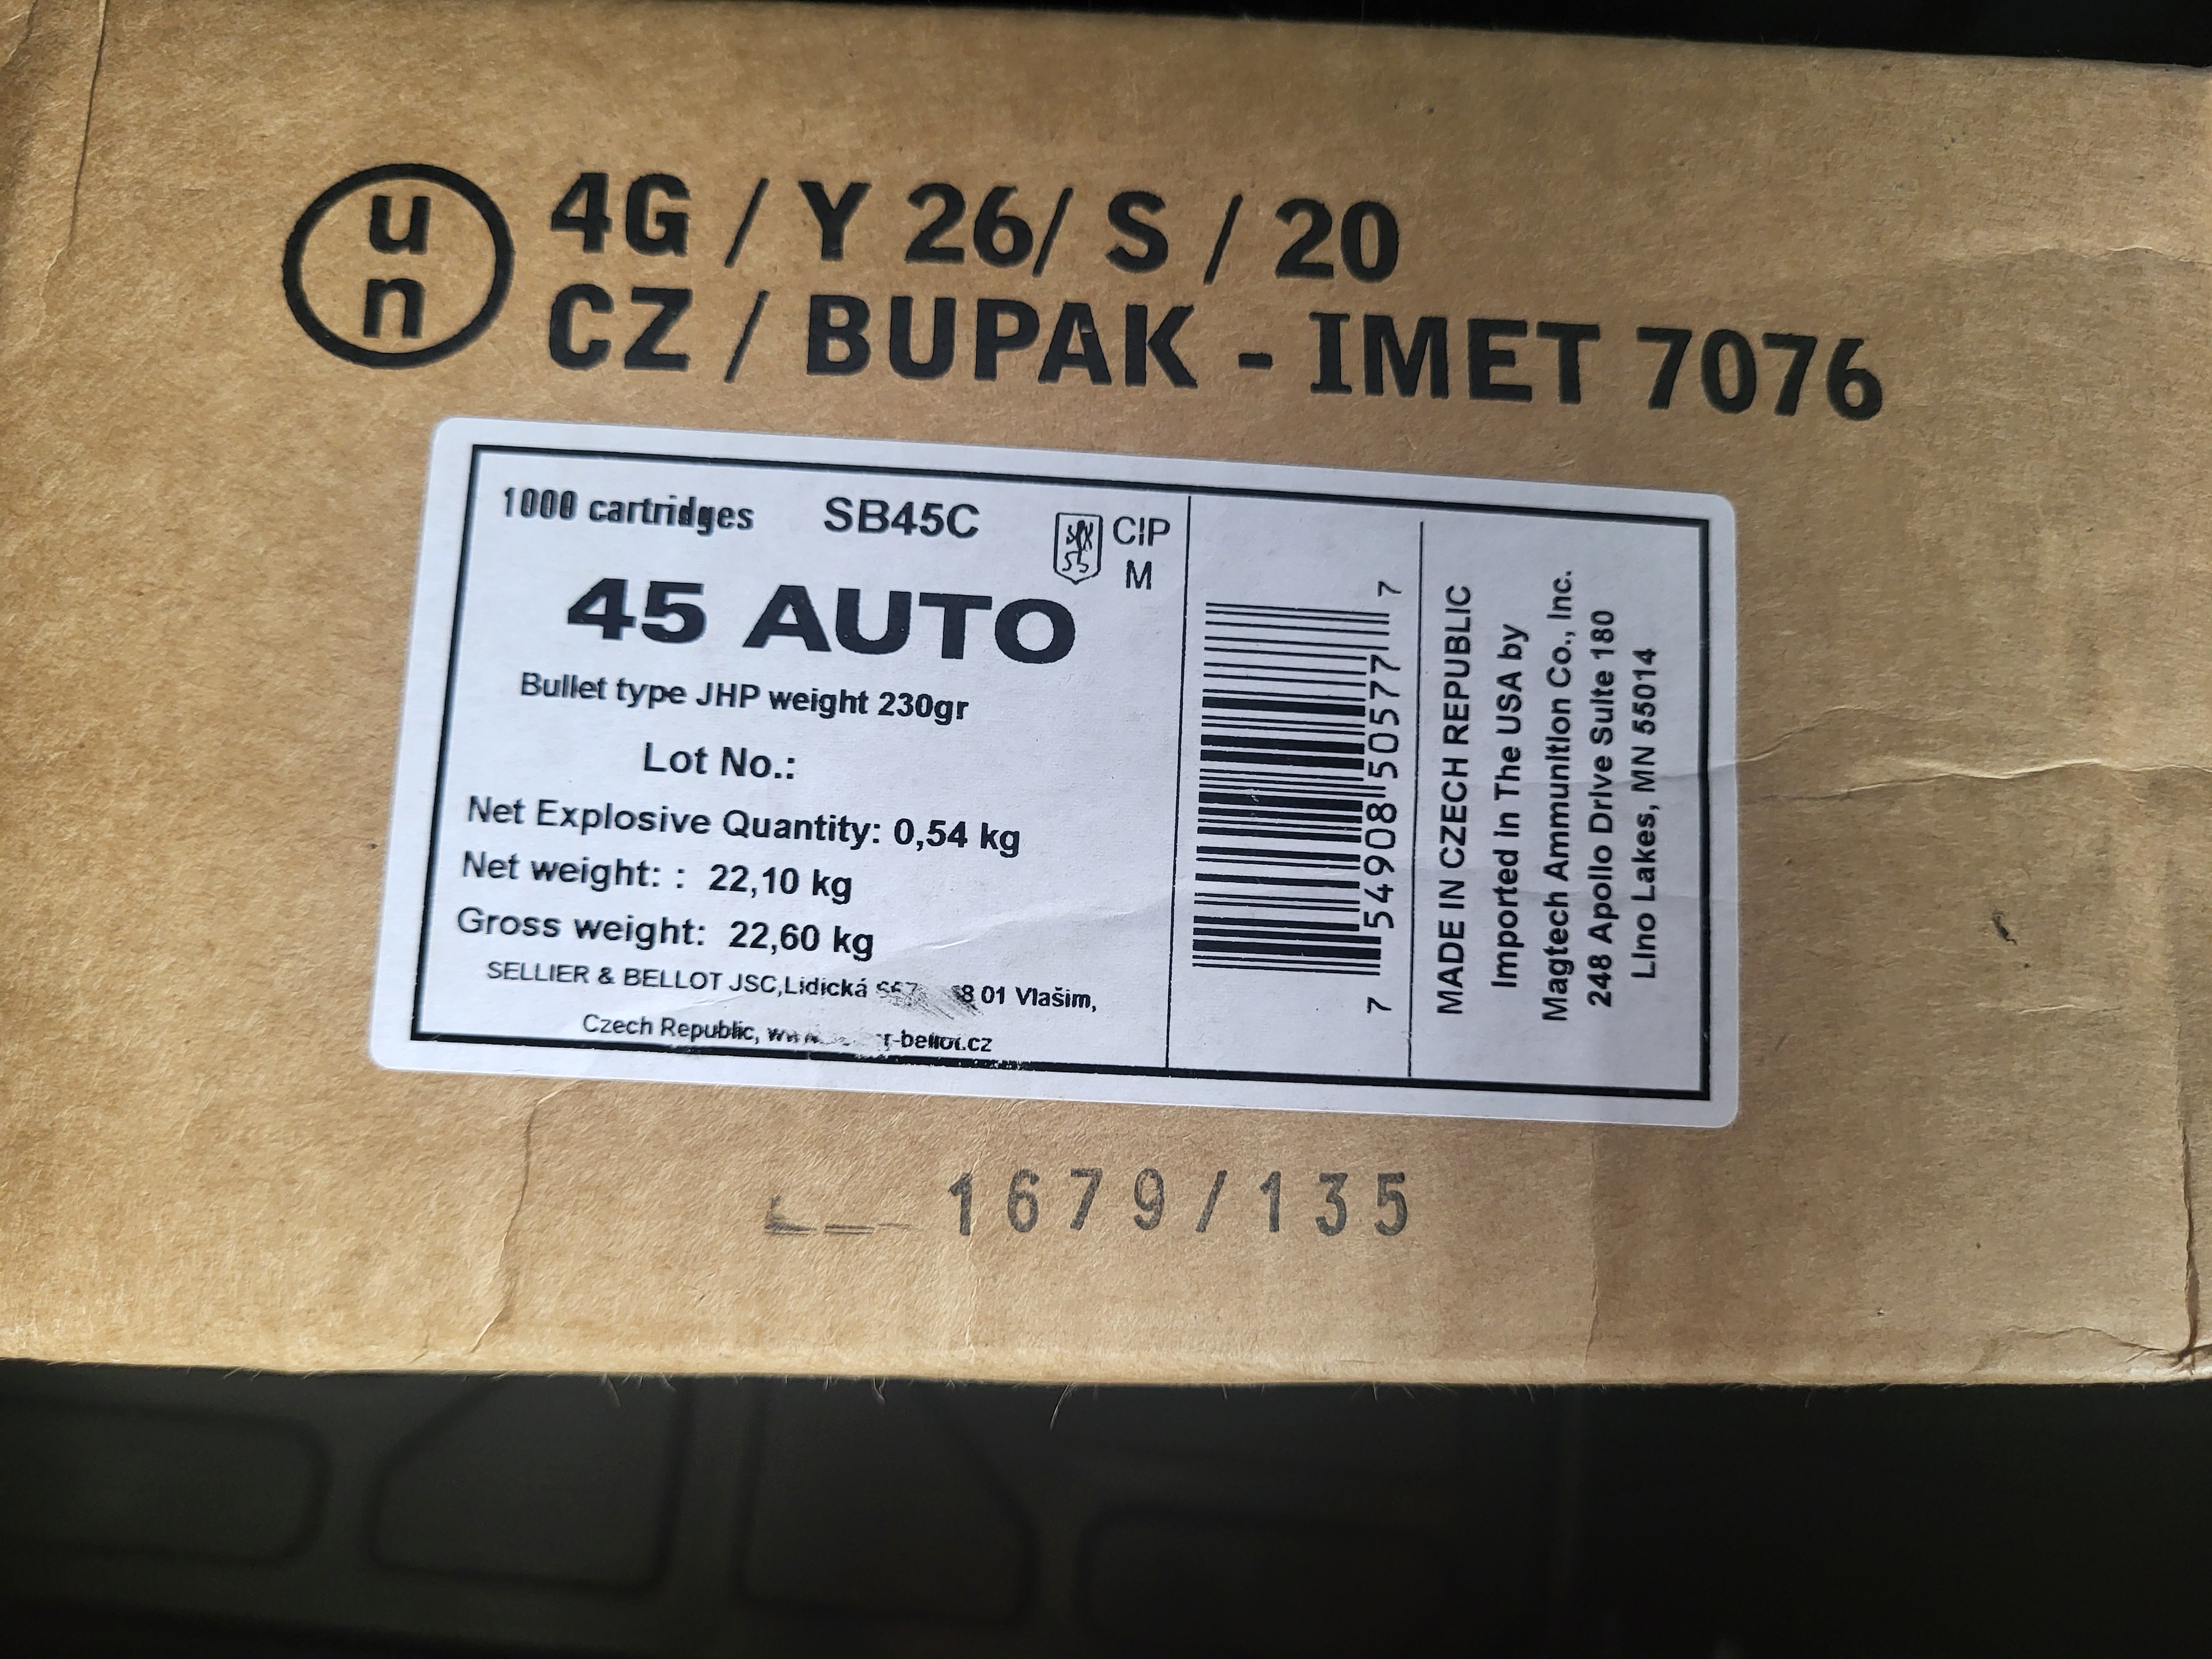 un
4G / Y 26/ S / 20
CZ / BUPAK - IMET 7076
1000 cartridges SB45C
CIP
M
45 AUTO
Bullet type JHP weight 230gr
Lot No.:
Net Explosive Quantity: 0,54 kg
Net weight: : 22,10 kg
Gross weight: 22,60 kg
SELLIER & BELLOT JSC,Lidická 01 Vlašim,
Czech Republic,
7 54908 50577 7
MADE IN CZECH REPUBLIC
Imported In The USA by
Magtech Ammunition Co., Inc.
248 Apollo Drive Suite 180
Lino Lakes, MN 55014
1679/135